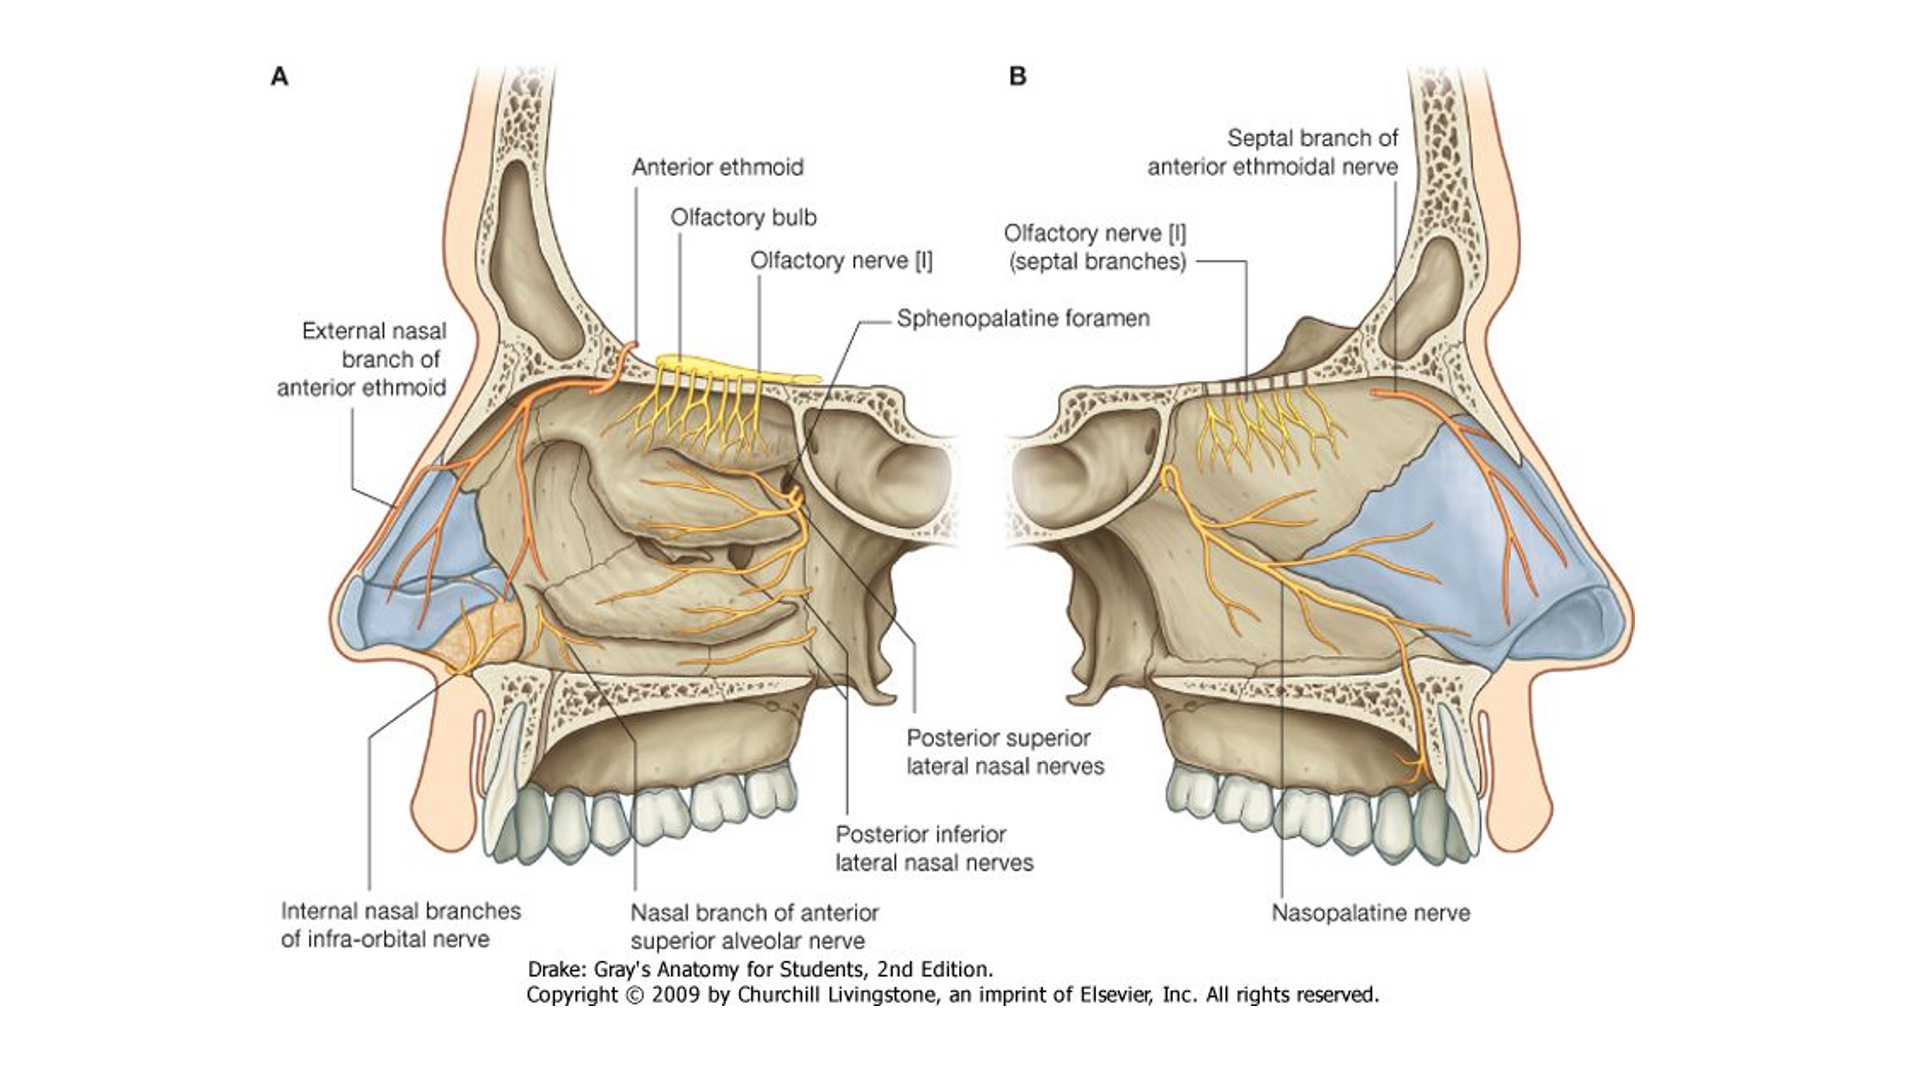 A
Anterior ethmoid
Olfactory bulb
Olfactory nerve [I]
Sphenopalatine foramen
External nasal
branch of
anterior ethmoid
Posterior superior
lateral nasal nerves
Posterior inferior
lateral nasal nerves
Internal nasal branches
of infra-orbital nerve
Nasal branch of anterior
superior alveolar nerve
B
Septal branch of
anterior ethmoidal nerve
Olfactory nerve [I]
(septal branches)
Nasopalatine nerve
Drake: Gray's Anatomy for Students, 2nd Edition.
Copyright © 2009 by Churchill Livingstone, an imprint of Elsevier, Inc. All rights reserved.